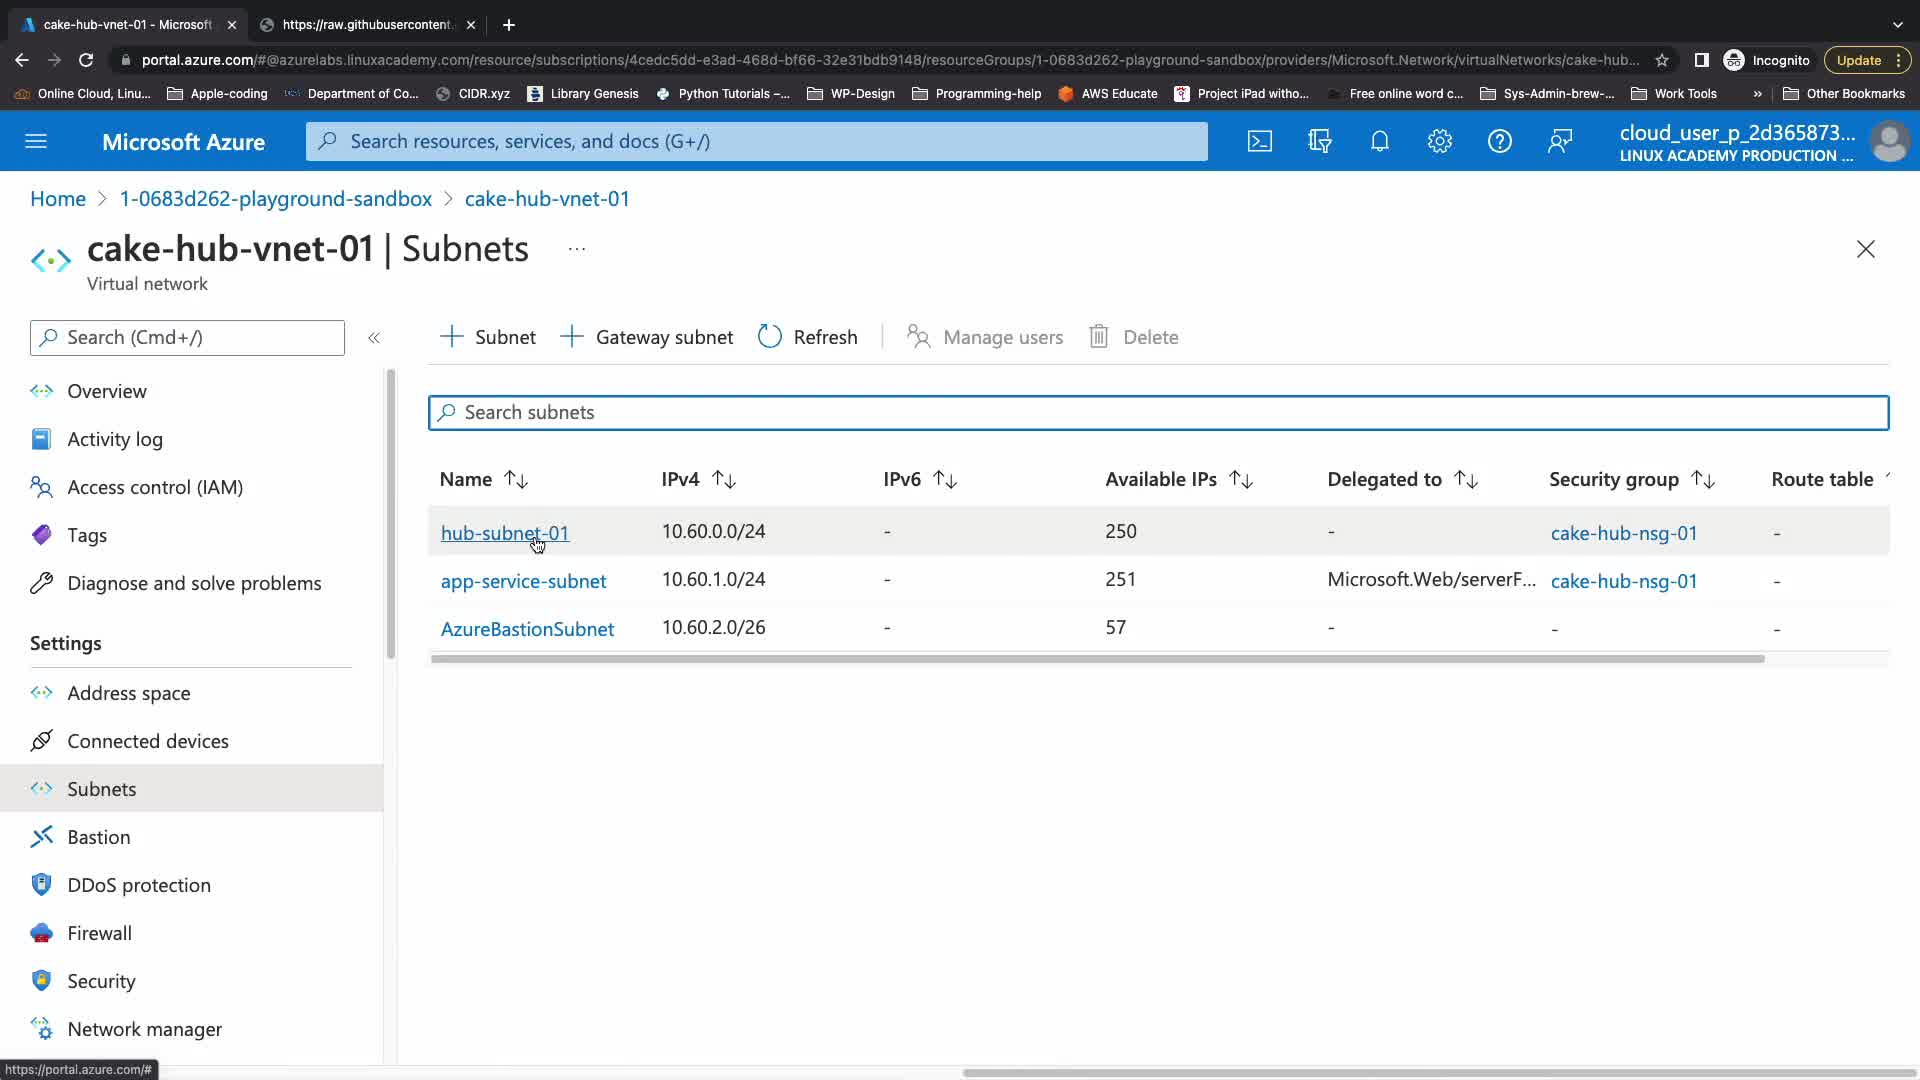 cake-hub-vnet-01 - Microsoft
https://raw.githubusercontent.
portal.azure.com/#@azurelabs.linuxacademy.com/resource/subscriptions/4cedc5dd-e3ad-468d-bf66-32e31bdb9148/resourceGroups/1-0683d262-playground-sandbox/providers/Microsoft.Network/virtualNetworks/cake-hub...
Incognito
Update
Online Cloud, Linu...
Apple-coding
Department of Co...
CIDR.xyz
Library Genesis
Python Tutorials –...
WP-Design
Programming-help
AWS Educate
Project iPad witho...
Free online word c...
Sys-Admin-brew-...
Work Tools
»
Other Bookmarks
Microsoft Azure
Search resources, services, and docs (G+/)
cloud_user_p_2d365873...
LINUX ACADEMY PRODUCTION ...
Home > 1-0683d262-playground-sandbox > cake-hub-vnet-01
cake-hub-vnet-01 | Subnets ...
Virtual network
Search (Cmd+/)
«
Subnet
Gateway subnet
Refresh
Manage users
Delete
Overview
Activity log
Access control (IAM)
Tags
Diagnose and solve problems
Settings
Address space
Connected devices
Subnets
Bastion
DDoS protection
Firewall
Security
Network manager
Search subnets
Name IPv4 IPv6 Available IPs Delegated to Security group Route table
hub-subnet-01 10.60.0.0/24 - 250 - cake-hub-nsg-01 -
app-service-subnet 10.60.1.0/24 - 251 Microsoft.Web/serverF... cake-hub-nsg-01 -
AzureBastionSubnet 10.60.2.0/26 - 57 - - -
https://portal.azure.com/#